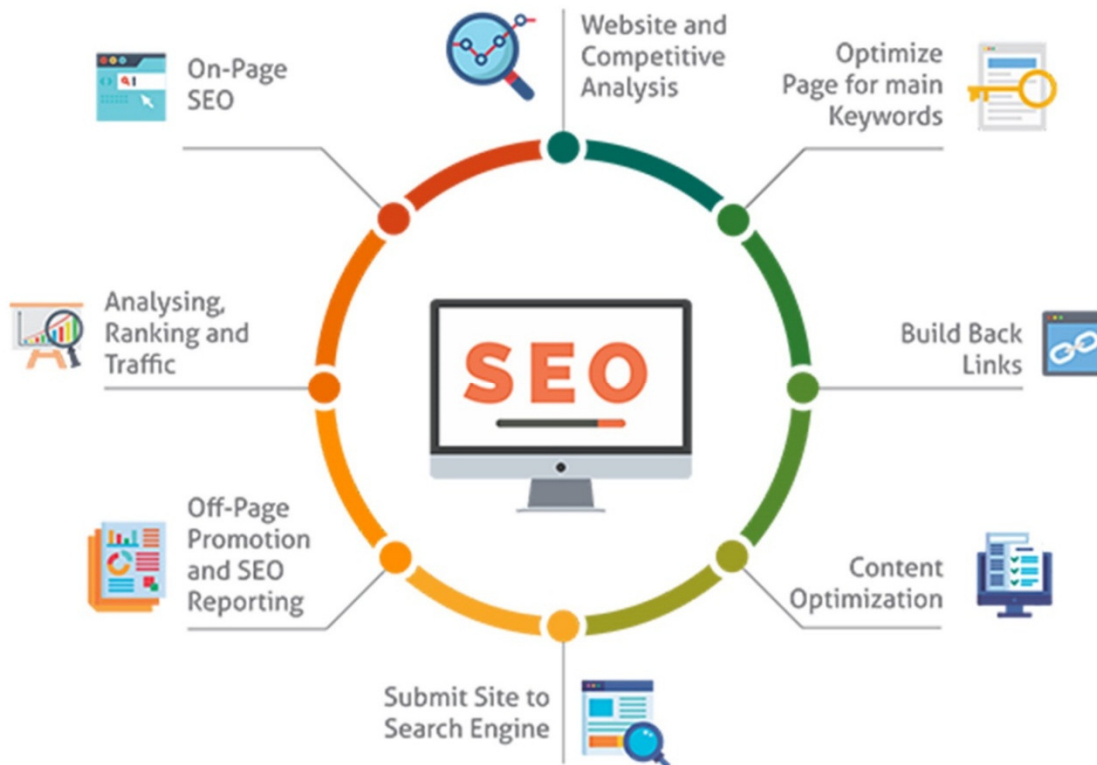 Website and
Competitive
Analysis
Optimize
Page for main
Keywords
Build Back
Links
Content
Optimization
Submit Site to
Search Engine
Off-Page
Promotion
and SEO
Reporting
Analysing,
Ranking and
Traffic
On-Page
SEO
SEO